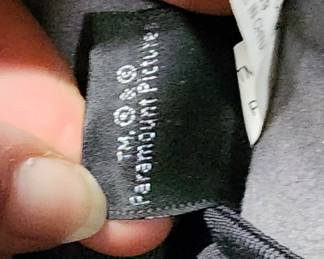 TM, ® & ©
Paramount Pictures